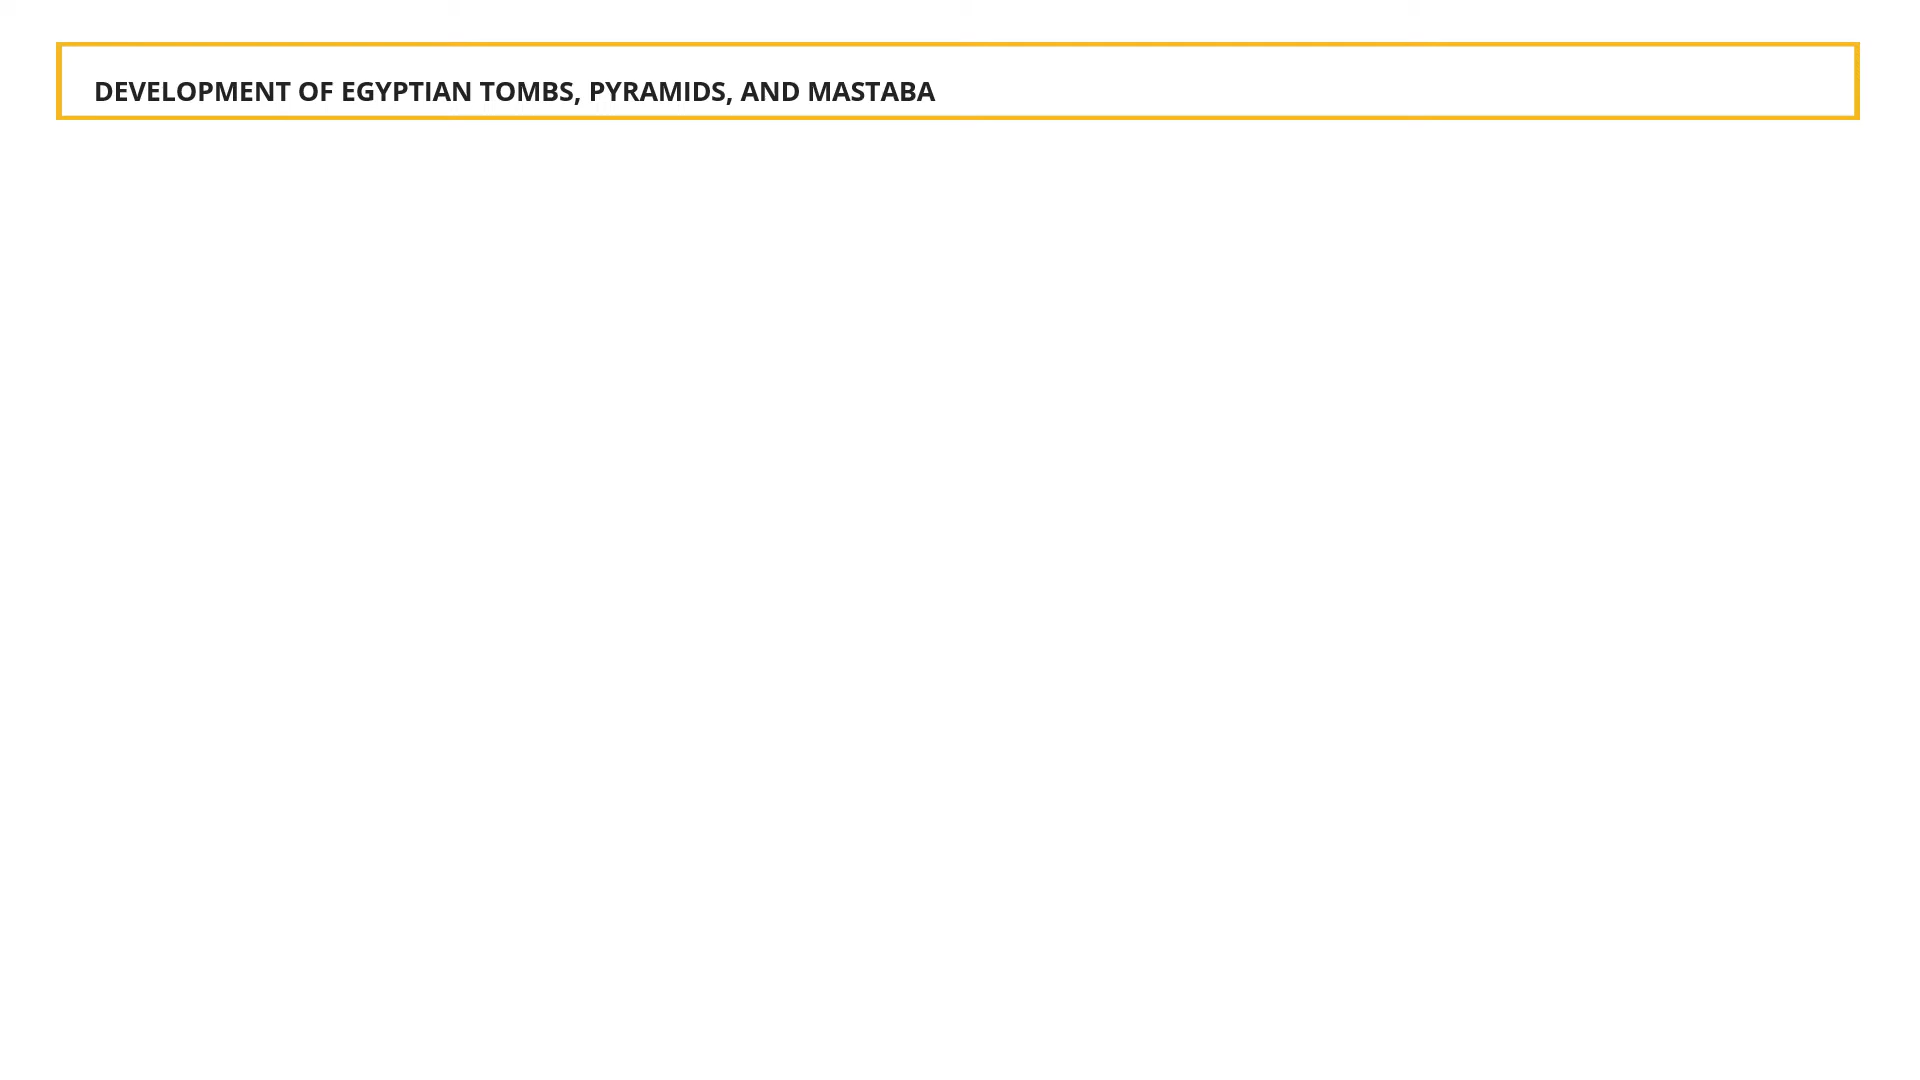 DEVELOPMENT OF EGYPTIAN TOMBS, PYRAMIDS, AND MASTABA